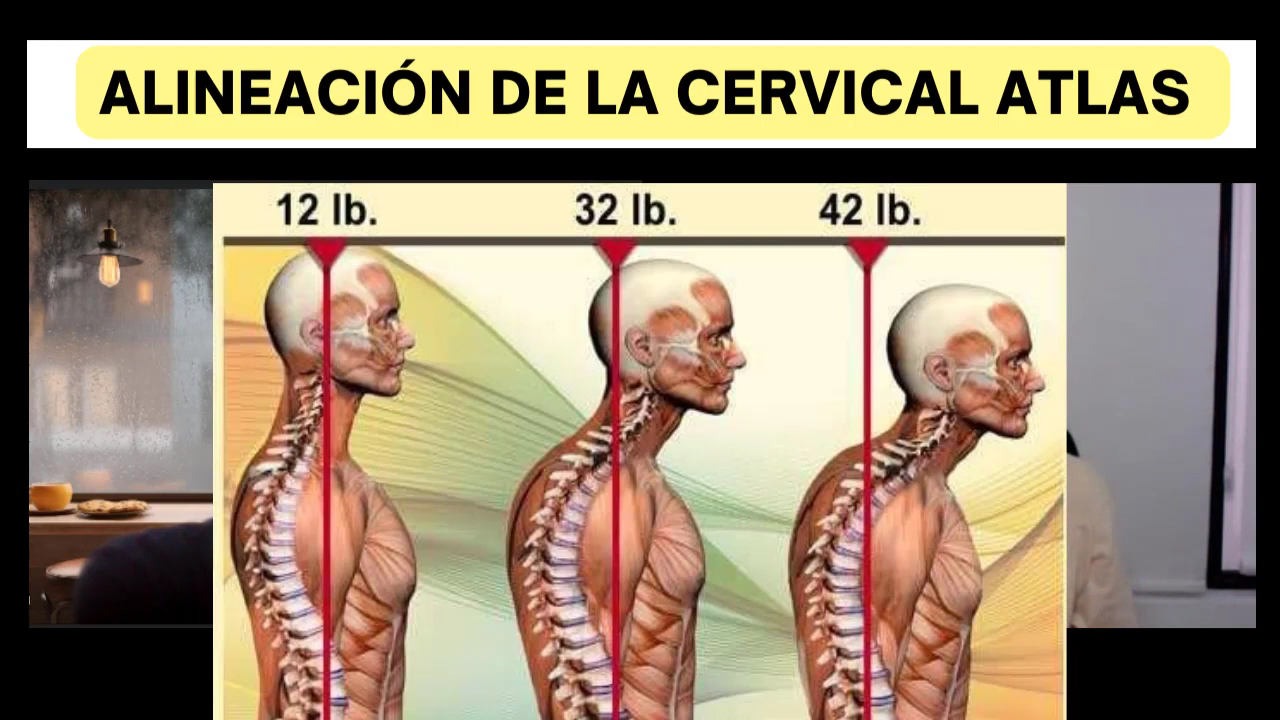 ALINEACIÓN DE LA CERVICAL ATLAS
12 lb.
32 lb.
42 lb.